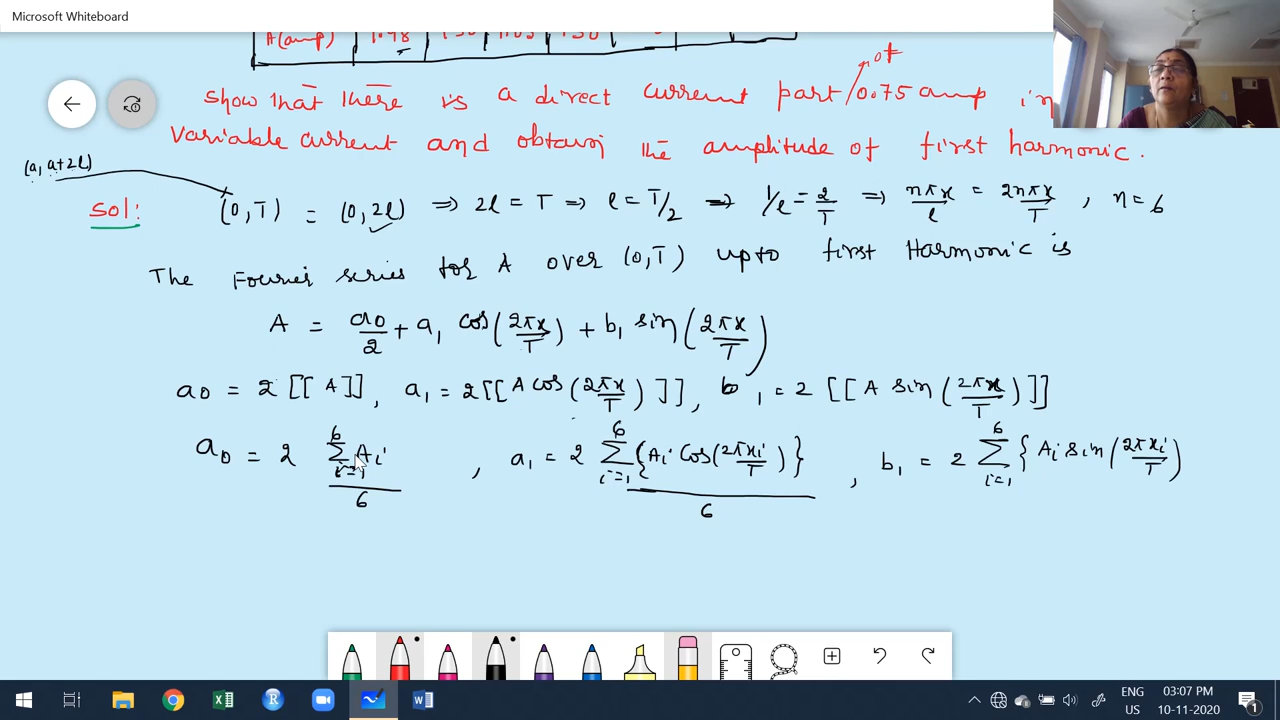 Microsoft Whiteboard
A(amp) 1.98
of
show that there is a direct current part /0.75 amp in
variable current and obtain the amplitude of first harmonic.
(a, a+2l)
Sol: (0,T) = (0,2l) ⇒ 2l = T ⇒ l = T/2 ⇒ 1/l = 2/T ⇒ nπx/l = 2nπx/T , n = 6
The Fourier series for A over (0,T) upto first Harmonic is
A = a0/2 + a1 cos(2πx/T) + b1 sin(2πx/T)
a0 = 2 [[A]], a1 = 2[[A cos(2πx/T)]], b1 = 2 [[A sin(2πx/T)]]
a0 = 2 ∑_{i=1}^{6} Ai / 6 , a1 = 2 ∑_{i=1}^{6} {Ai cos(2πxi/T)} / 6 , b1 = 2 ∑_{i=1}^{6} { Ai sin(2πxi/T)
ENG
US
03:07 PM
10-11-2020
1